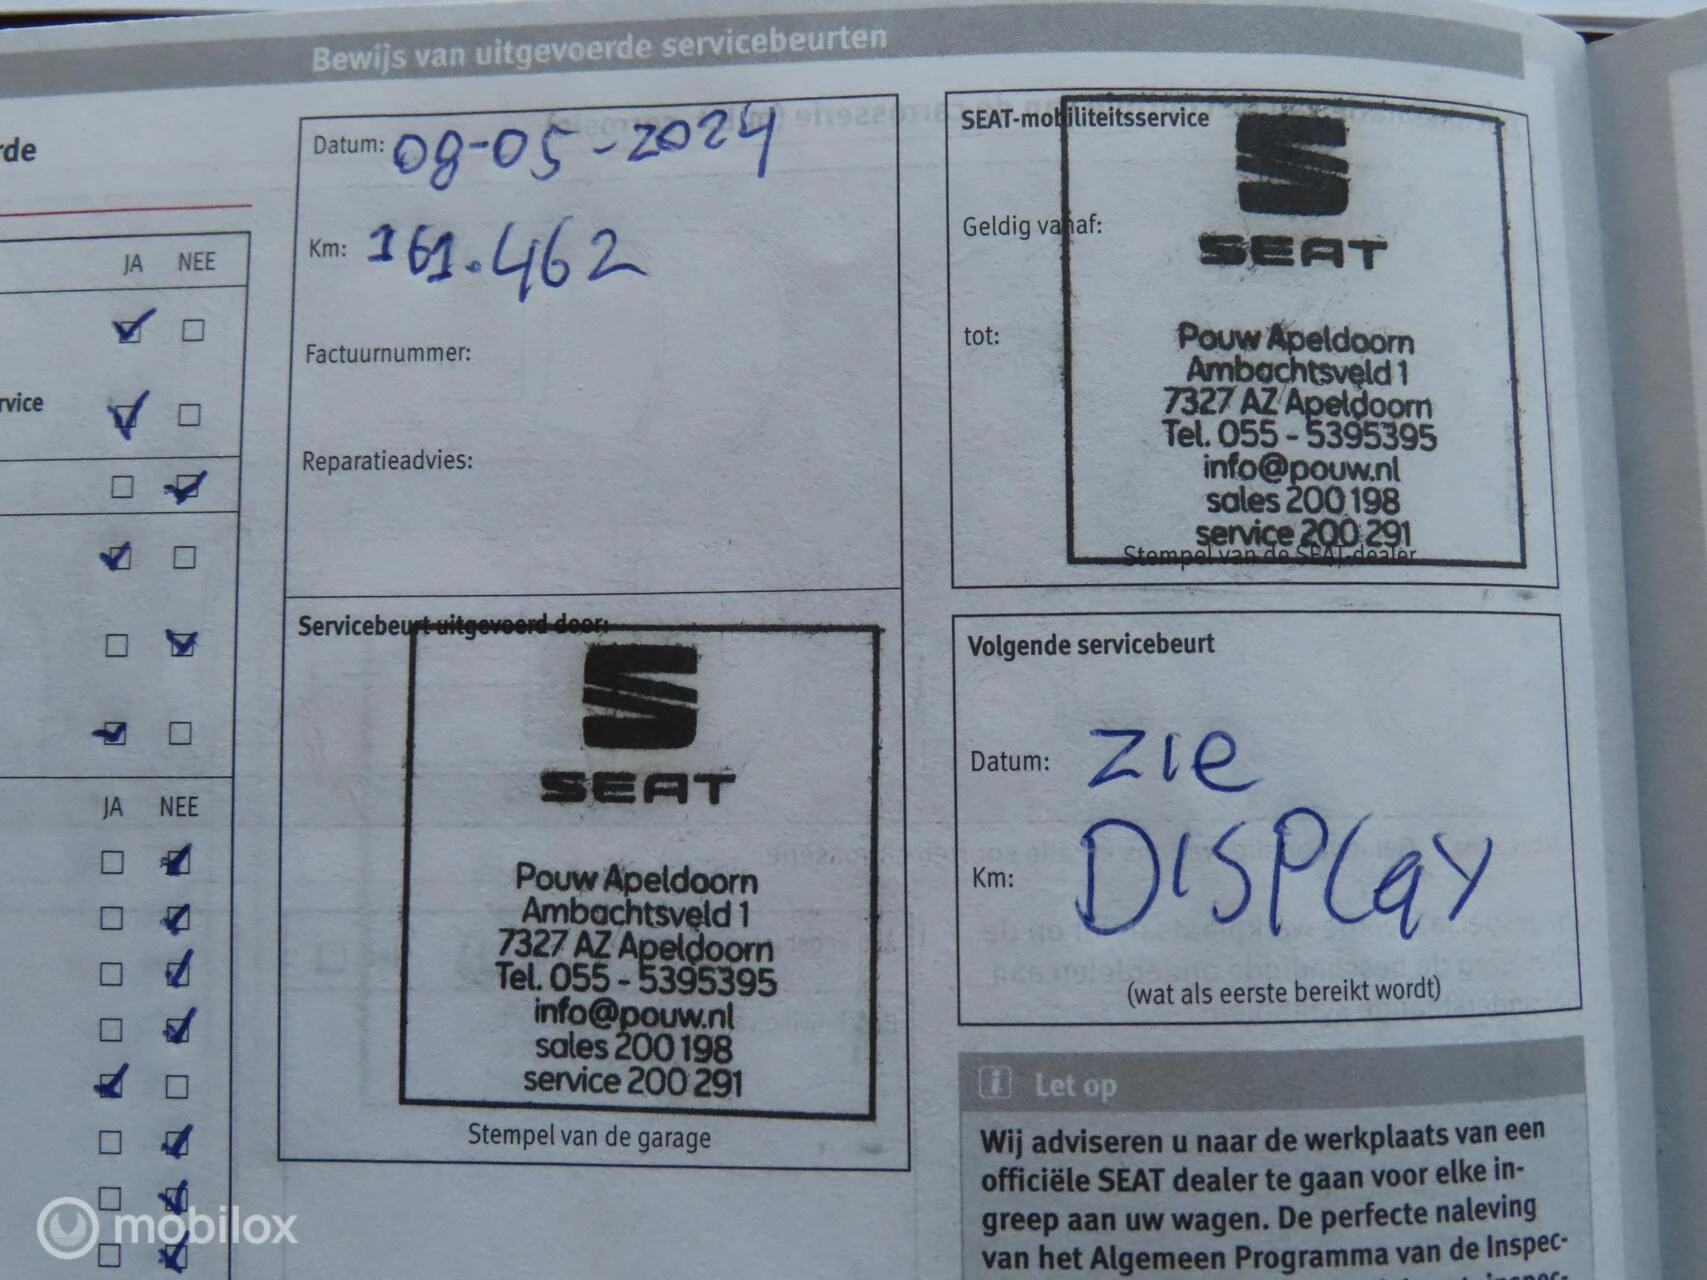 Bewijs van uitgevoerde servicebeurten
rde
JA NEE
rvice
JA NEE
Datum: 08-05-2024
Km: 161.462
Factuurnummer:
Reparatieadvies:
Servicebeurt uitgevoerd door:
SEAT
Pouw Apeldoorn
Ambachtsveld 1
7327 AZ Apeldoorn
Tel. 055 - 5395395
info@pouw.nl
sales 200 198
service 200 291
Stempel van de garage
SEAT-mobiliteitsservice
Geldig vanaf:
tot:
SEAT
Pouw Apeldoorn
Ambachtsveld 1
7327 AZ Apeldoorn
Tel. 055 - 5395395
info@pouw.nl
sales 200 198
service 200 291
Stempel van de SEAT-dealer
Volgende servicebeurt
Datum: zie
Km: DISPLaY
(wat als eerste bereikt wordt)
i Let op
Wij adviseren u naar de werkplaats van een
officiële SEAT dealer te gaan voor elke in-
greep aan uw wagen. De perfecte naleving
van het Algemeen Programma van de Inspec-
mobilox